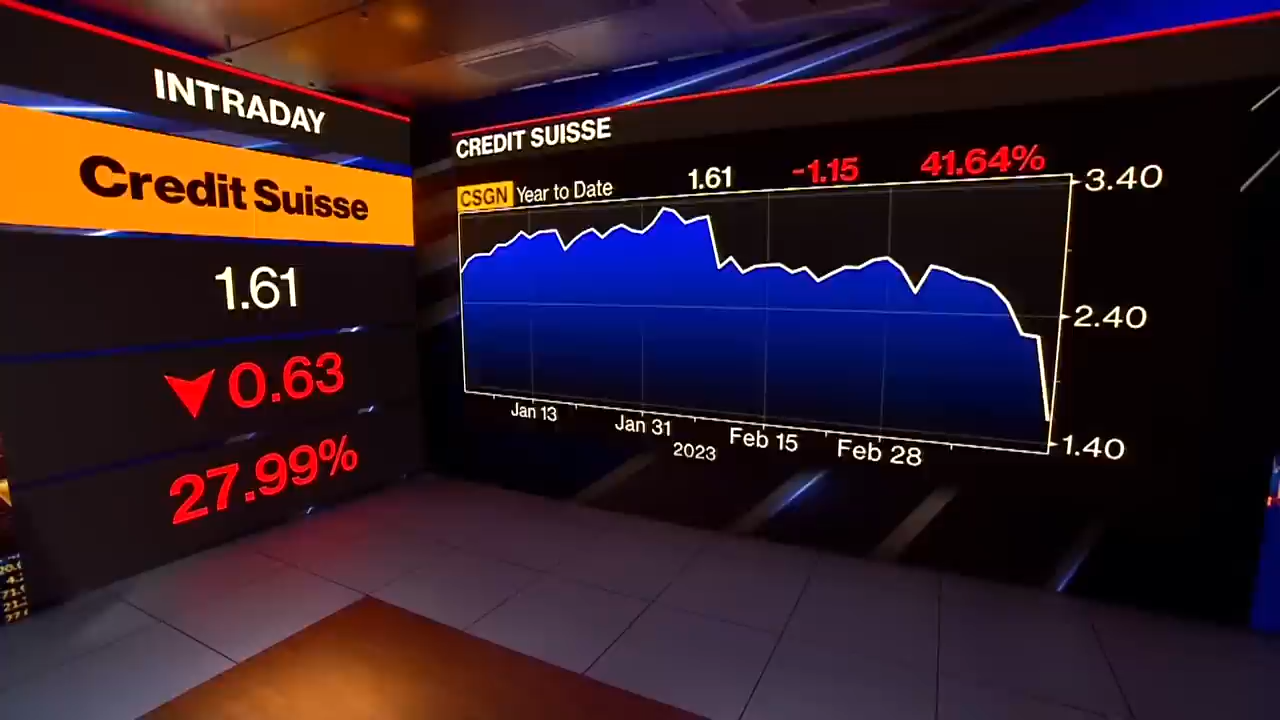 INTRADAY
Credit Suisse
1.61
0.63
27.99%
CREDIT SUISSE
CSGN Year to Date 1.61 -1.15 41.64%
3.40
2.40
1.40
Jan 13 Jan 31 Feb 15 Feb 28
2023